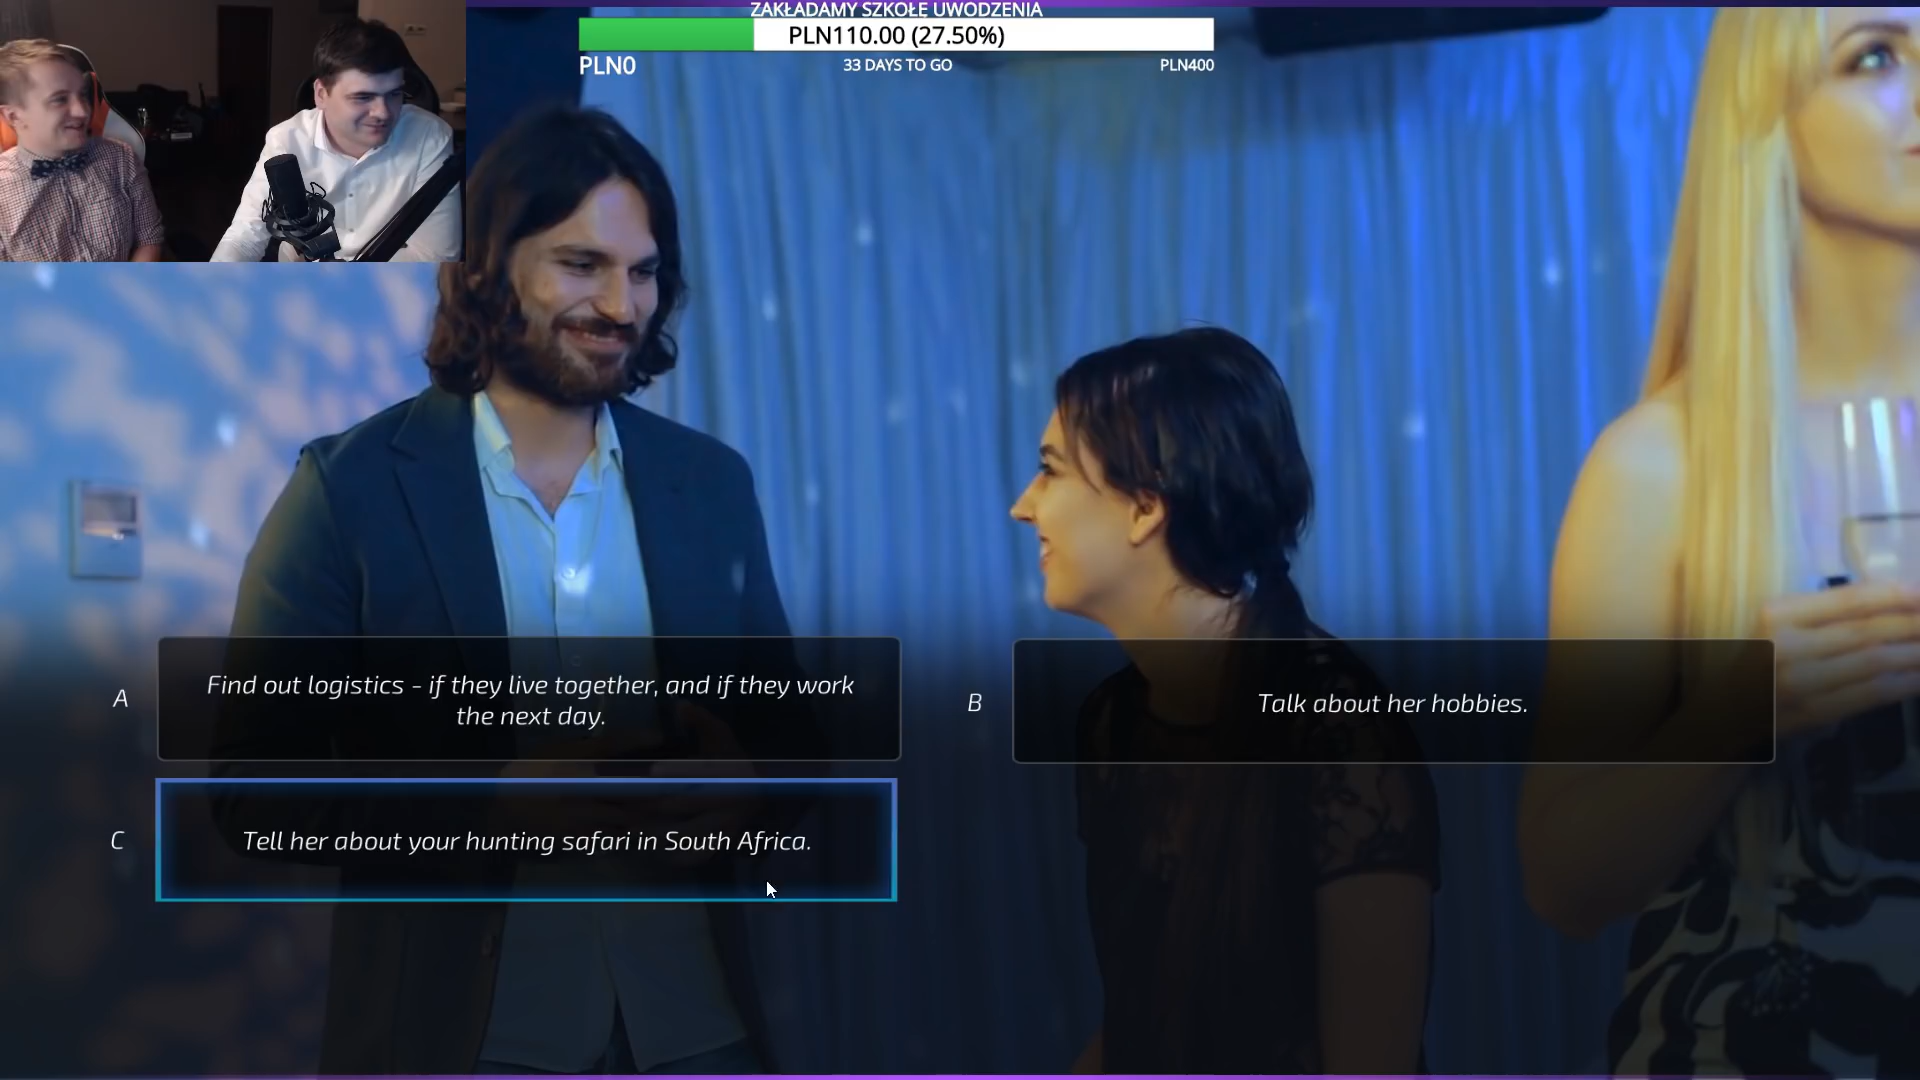 ZAKŁADAMY SZKOŁĘ UWODZENIA
PLN110.00 (27.50%)
PLN0
33 DAYS TO GO
PLN400
A
Find out logistics - if they live together, and if they work
the next day.
B
Talk about her hobbies.
C
Tell her about your hunting safari in South Africa.